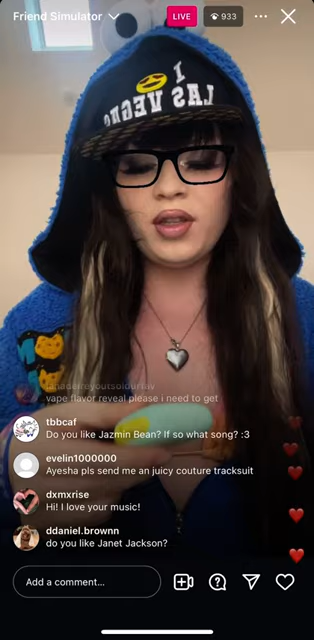 Friend Simulator
LIVE
933
I
LAS VEGAS
vape flavor reveal please i need to get
tbbcaf
Do you like Jazmin Bean? If so what song? :3
evelin1000000
Ayesha pls send me an juicy couture tracksuit
dxmxrise
Hi! I love your music!
ddaniel.brownn
do you like Janet Jackson?
Add a comment...